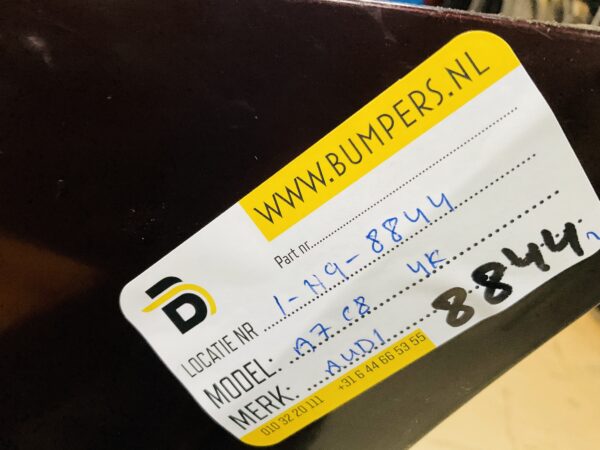 WWW.BUMPERS.NL
Part nr.
LOCATIE NR 1-H9-8844
MODEL. A7 C8 4K
MERK. AUDI 8844
010 32 20 111 +31 6 44 66 53 55